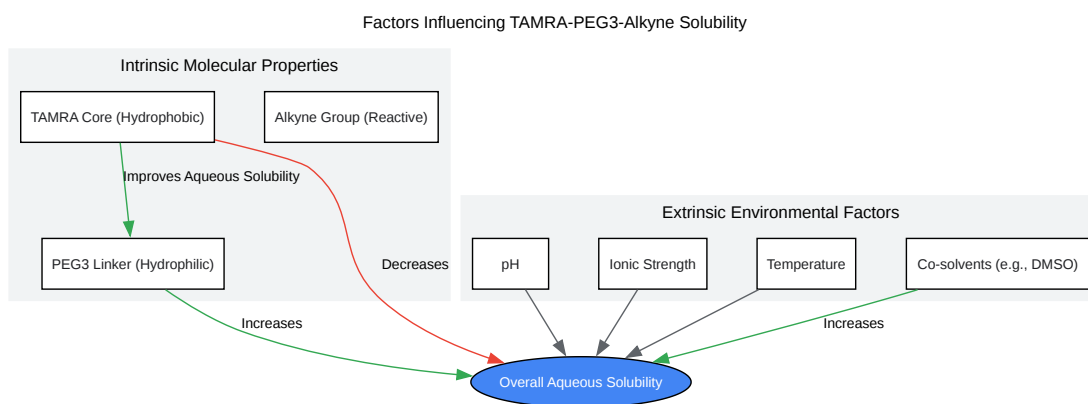 Factors Influencing TAMRA-PEG3-Alkyne Solubility
Intrinsic Molecular Properties
TAMRA Core (Hydrophobic)
Alkyne Group (Reactive)
Improves Aqueous Solubility
PEG3 Linker (Hydrophilic)
Decreases
Increases
Extrinsic Environmental Factors
pH
Ionic Strength
Temperature
Co-solvents (e.g., DMSO)
Increases
Overall Aqueous Solubility